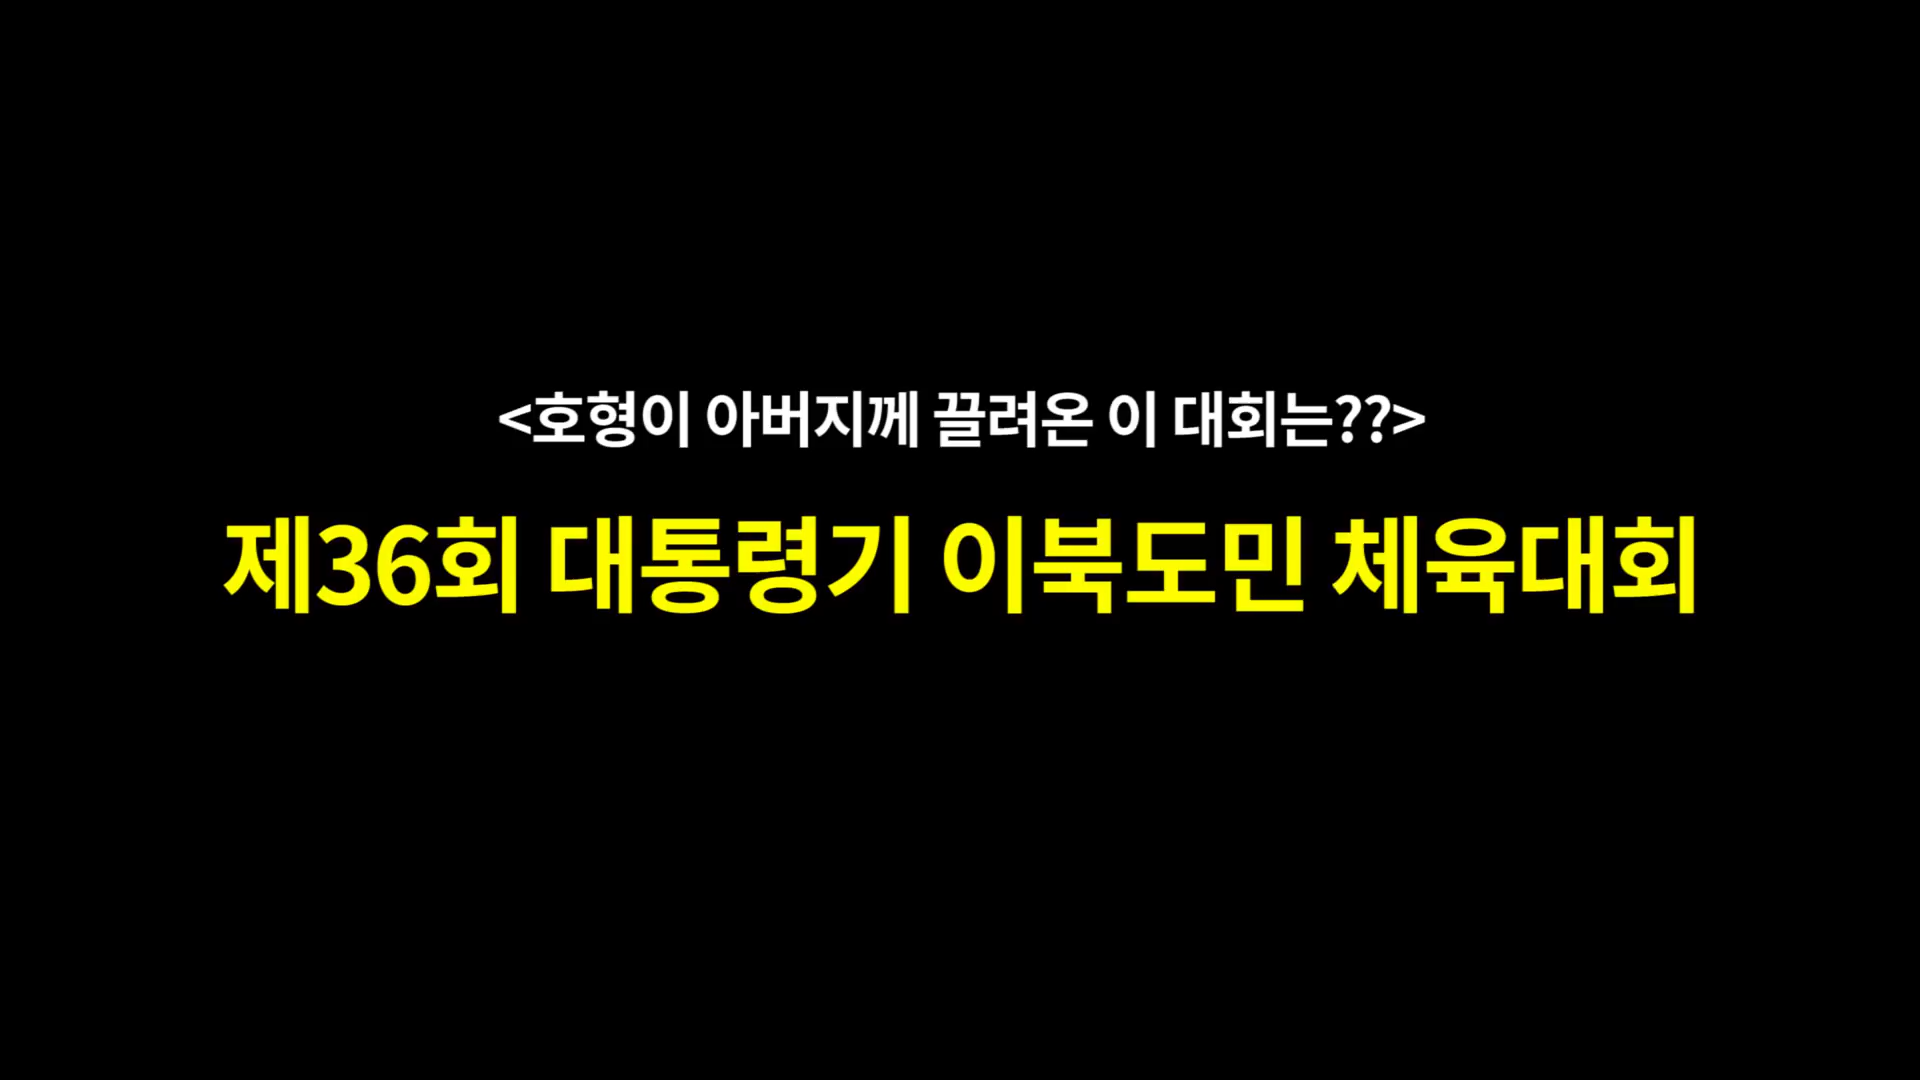 <호형이 아버지께 끌려온 이 대회는??>
제36회 대통령기 이북도민 체육대회